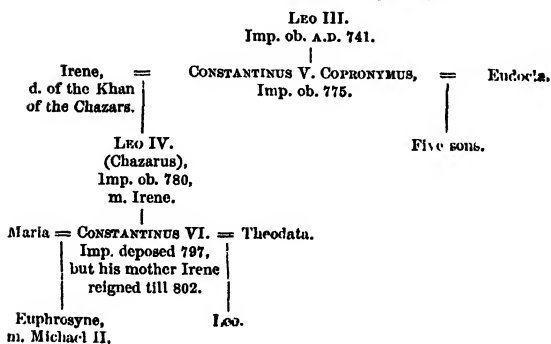 LEO III.
Imp. ob. A.D. 741.
Irene, = CONSTANTINUS V. COPRONYMUS, = Eudocia.
d. of the Khan Imp. ob. 775.
of the Chazars.
LEO IV. Five sons.
(Chazarus),
Imp. ob. 780,
m. Irene.
Maria = CONSTANTINUS VI. = Theodata.
Imp. deposed 797,
but his mother Irene
reigned till 802.
Euphrosyne, Leo.
m. Michael II.